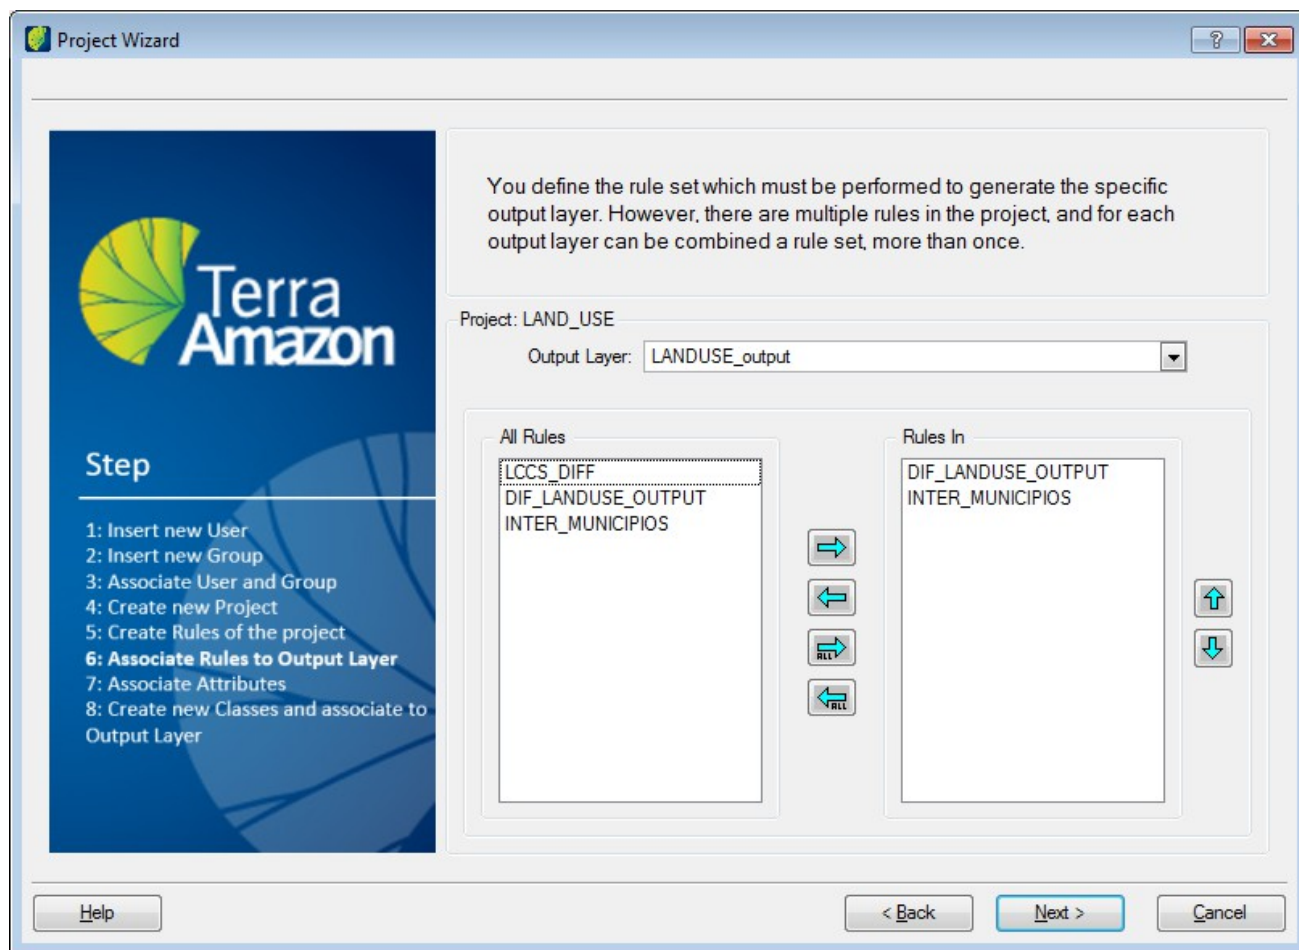 Project Wizard
Terra
Amazon
Step
1: Insert new User
2: Insert new Group
3: Associate User and Group
4: Create new Project
5: Create Rules of the project
6: Associate Rules to Output Layer
7: Associate Attributes
8: Create new Classes and associate to
Output Layer
You define the rule set which must be performed to generate the specific
output layer. However, there are multiple rules in the project, and for each
output layer can be combined a rule set, more than once.
Project: LAND_USE
Output Layer: LANDUSE_output
All Rules
LCCS_DIFF
DIF_LANDUSE_OUTPUT
INTER_MUNICIPIOS
ALL
ALL
Rules In
DIF_LANDUSE_OUTPUT
INTER_MUNICIPIOS
Help
< Back
Next >
Cancel